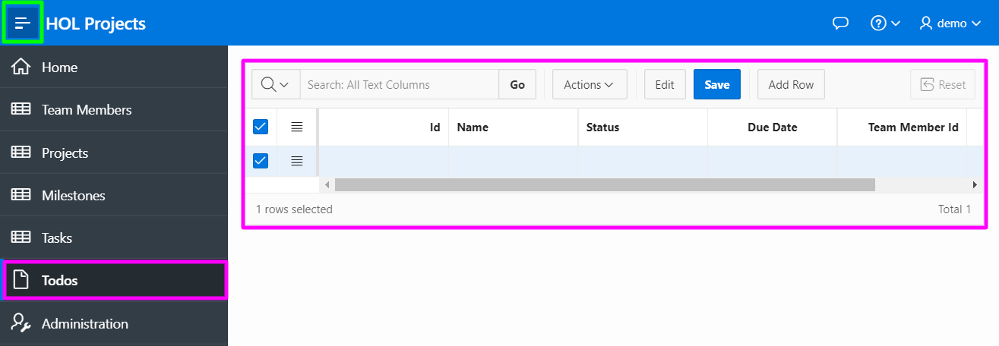 HOL Projects
demo
Home
Team Members
Projects
Milestones
Tasks
Todos
Administration
Search: All Text Columns Go Actions Edit Save Add Row Reset
Id Name Status Due Date Team Member Id
1 rows selected Total 1